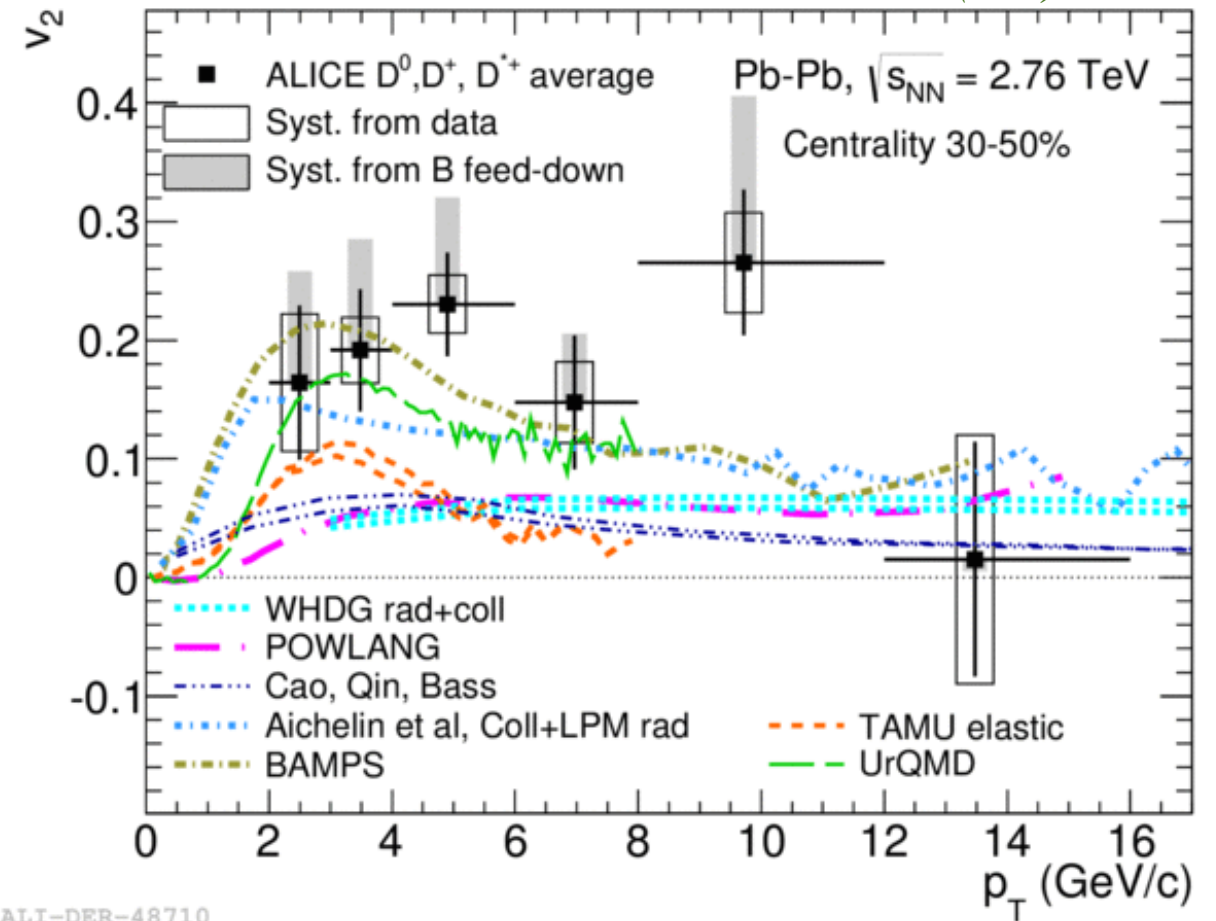 v2
ALICE D0,D+, D*+ average
Syst. from data
Syst. from B feed-down
Pb-Pb, √sNN = 2.76 TeV
Centrality 30-50%
0.4
0.3
0.2
0.1
0
-0.1
WHDG rad+coll
POWLANG
Cao, Qin, Bass
Aichelin et al, Coll+LPM rad
BAMPS
TAMU elastic
UrQMD
0 2 4 6 8 10 12 14 16
pT (GeV/c)
ALI-DER-48710